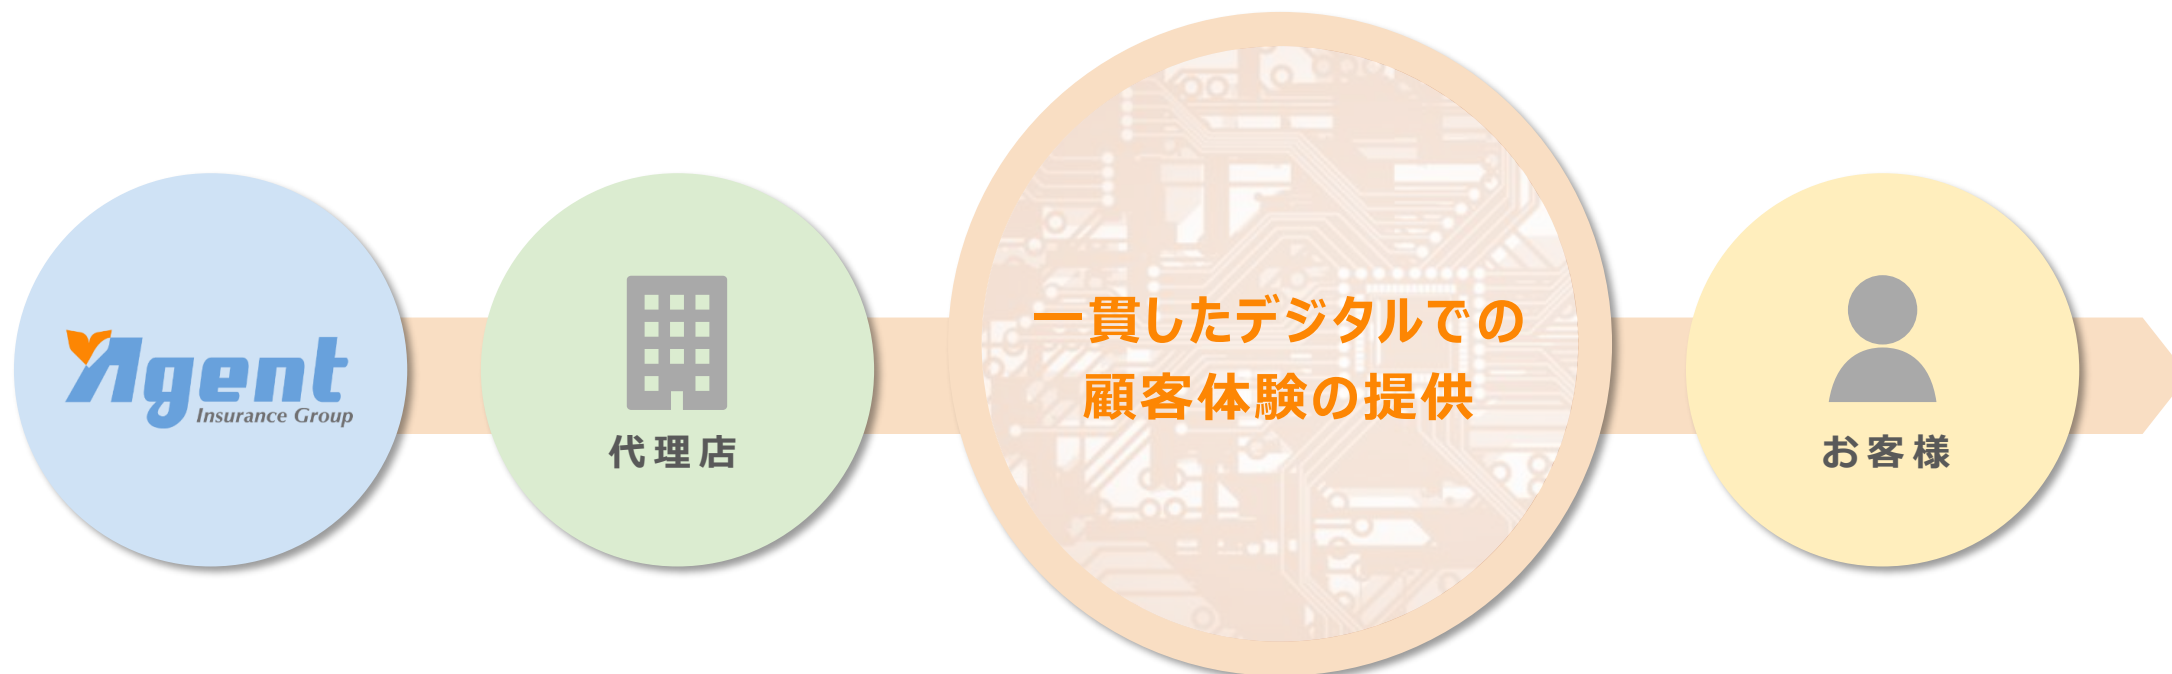 Agent
Insurance Group
代理店
一貫したデジタルでの
顧客体験の提供
お客様